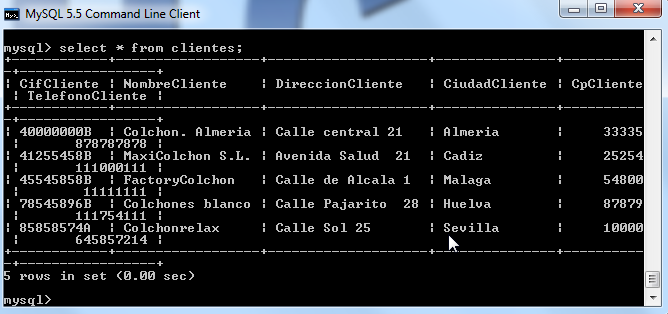 MySQL 5.5 Command Line Client
mysql> select * from clientes;
+------------+------------------+---------------------+----------------+-----------
-+-----------------+
¦ CifCliente ¦ NombreCliente    ¦ DireccionCliente    ¦ CiudadCliente  ¦ CpCliente
 ¦ TelefonoCliente ¦
+------------+------------------+---------------------+----------------+-----------
-+-----------------+
¦ 40000000B  ¦ Colchon. Almeria ¦ Calle central 21    ¦ Almeria        ¦     33335
 ¦       878787878 ¦
¦ 41255458B  ¦ MaxiColchon S.L. ¦ Avenida Salud  21   ¦ Cadiz          ¦     25254
 ¦       111000111 ¦
¦ 45545858B  ¦ FactoryColchon   ¦ Calle de Alcala 1   ¦ Malaga         ¦     54800
 ¦        11111111 ¦
¦ 78545896B  ¦ Colchones blanco ¦ Calle Pajarito  28  ¦ Huelva         ¦     87879
 ¦       111754111 ¦
¦ 85858574A  ¦ Colchonrelax     ¦ Calle Sol 25        ¦ Sevilla        ¦     10000
 ¦       645857214 ¦
+------------+------------------+---------------------+----------------+-----------
-+-----------------+
5 rows in set (0.00 sec)
mysql>